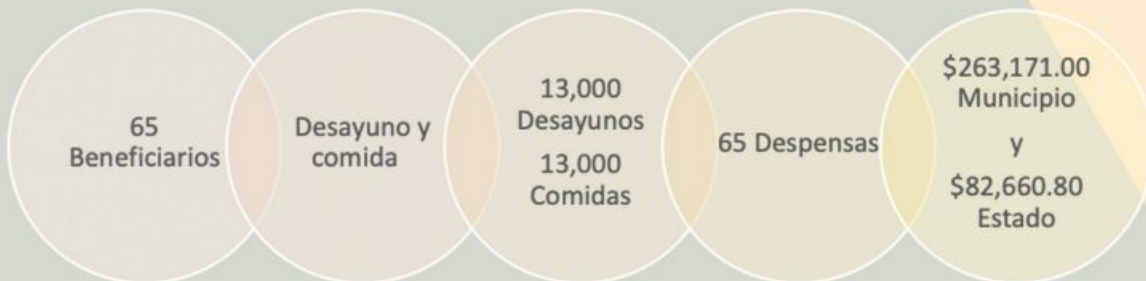 65
Beneficiarios
Desayuno y
comida
13,000
Desayunos
13,000
Comidas
65 Despensas
$263,171.00
Municipio
y
$82,660.80
Estado